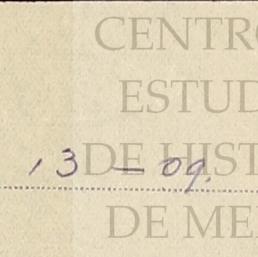 CENTRO
ESTUD
13 — 09.
DE HIST
DE ME